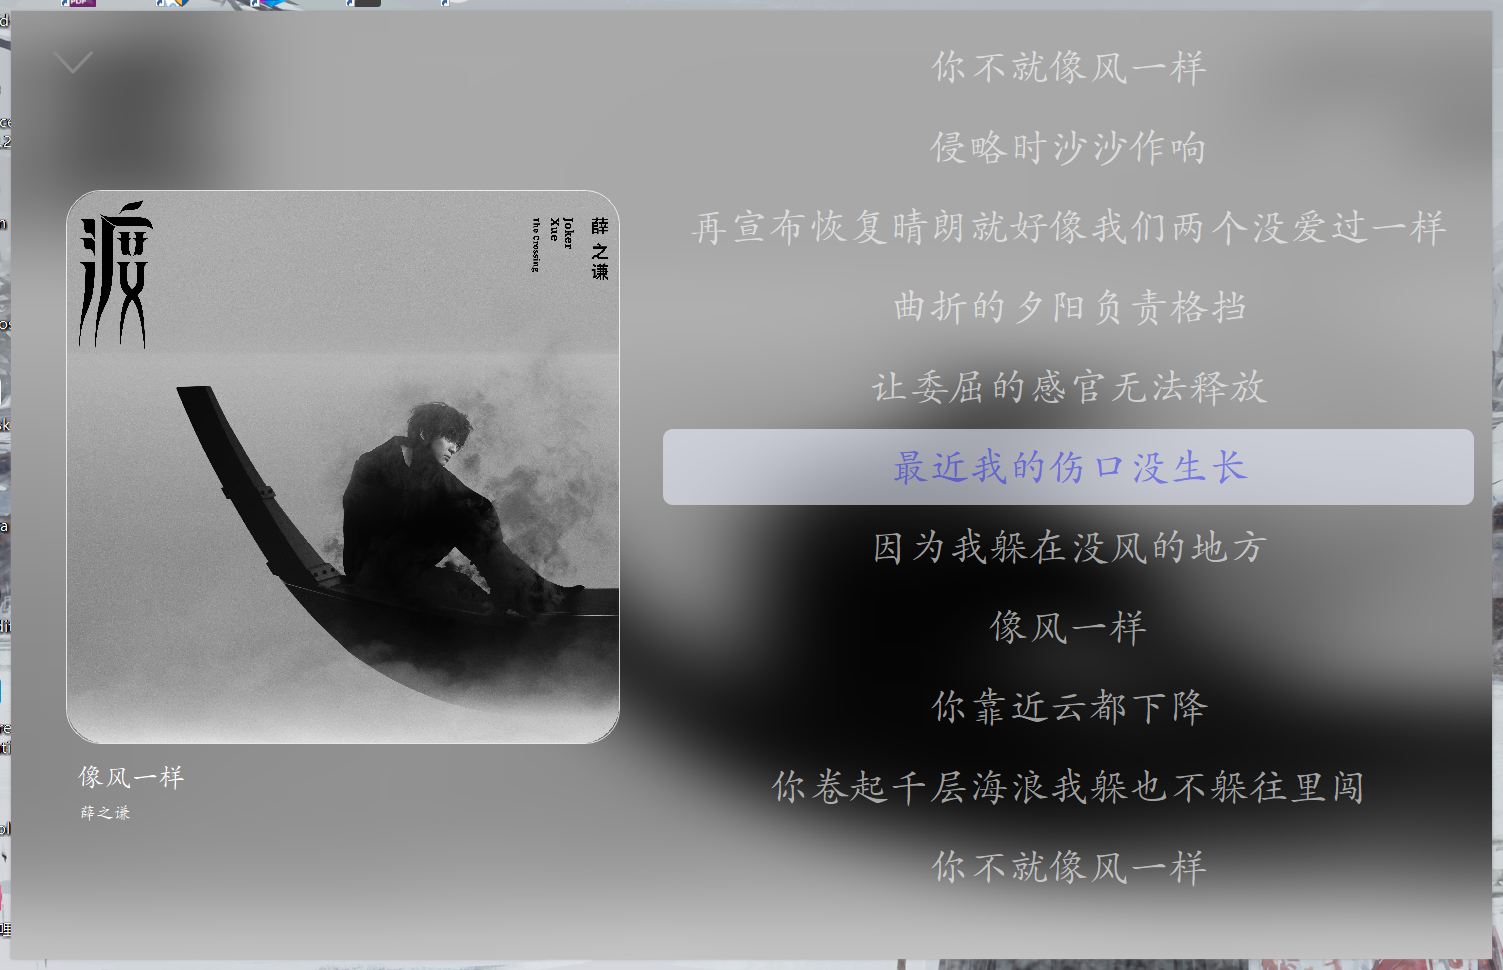 渡
薛之谦
Joker
Xue
The Crossing
像风一样
薛之谦
你不就像风一样
侵略时沙沙作响
再宣布恢复晴朗就好像我们两个没爱过一样
曲折的夕阳负责格挡
让委屈的感官无法释放
最近我的伤口没生长
因为我躲在没风的地方
像风一样
你靠近云都下降
你卷起千层海浪我躲也不躲往里闯
你不就像风一样